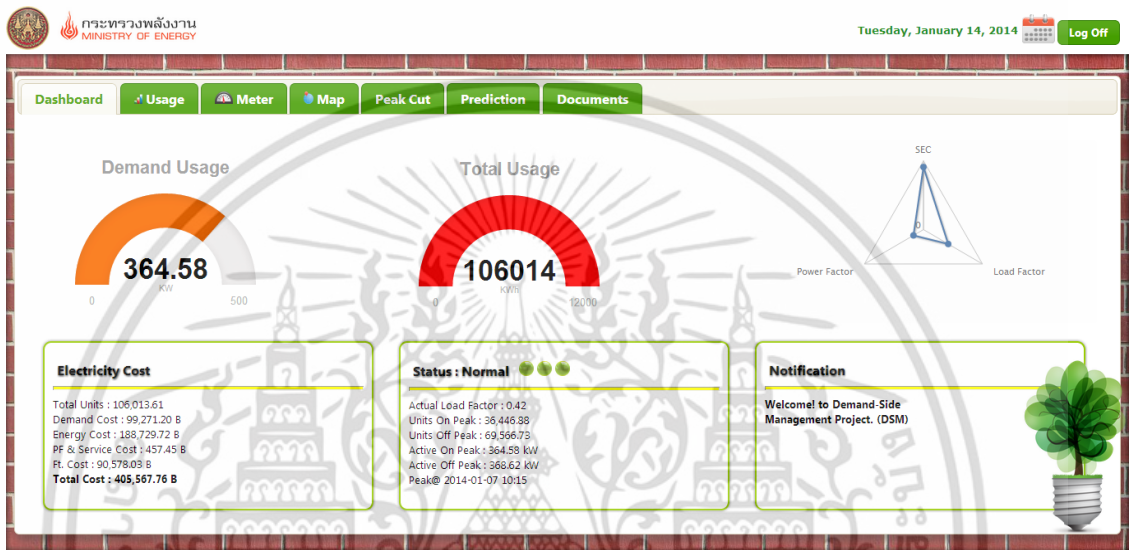 กระทรวงพลังงาน
MINISTRY OF ENERGY
Tuesday, January 14, 2014
Log Off
Dashboard
Usage
Meter
Map
Peak Cut
Prediction
Documents
Demand Usage
364.58
KW
0
500
Total Usage
106014
KWh
0
12000
SEC
0
Power Factor
Load Factor
Electricity Cost
Total Units : 106,013.61
Demand Cost : 99,271.20 B
Energy Cost : 188,729.72 B
PF & Service Cost : 457.45 B
Ft. Cost : 90,578.03 B
Total Cost : 405,567.76 B
Status : Normal
Actual Load Factor : 0.42
Units On Peak : 36,446.88
Units Off Peak : 69,566.73
Active On Peak : 364.58 kW
Active Off Peak : 368.62 kW
Peak@ 2014-01-07 10:15
Notification
Welcome! to Demand-Side
Management Project. (DSM)